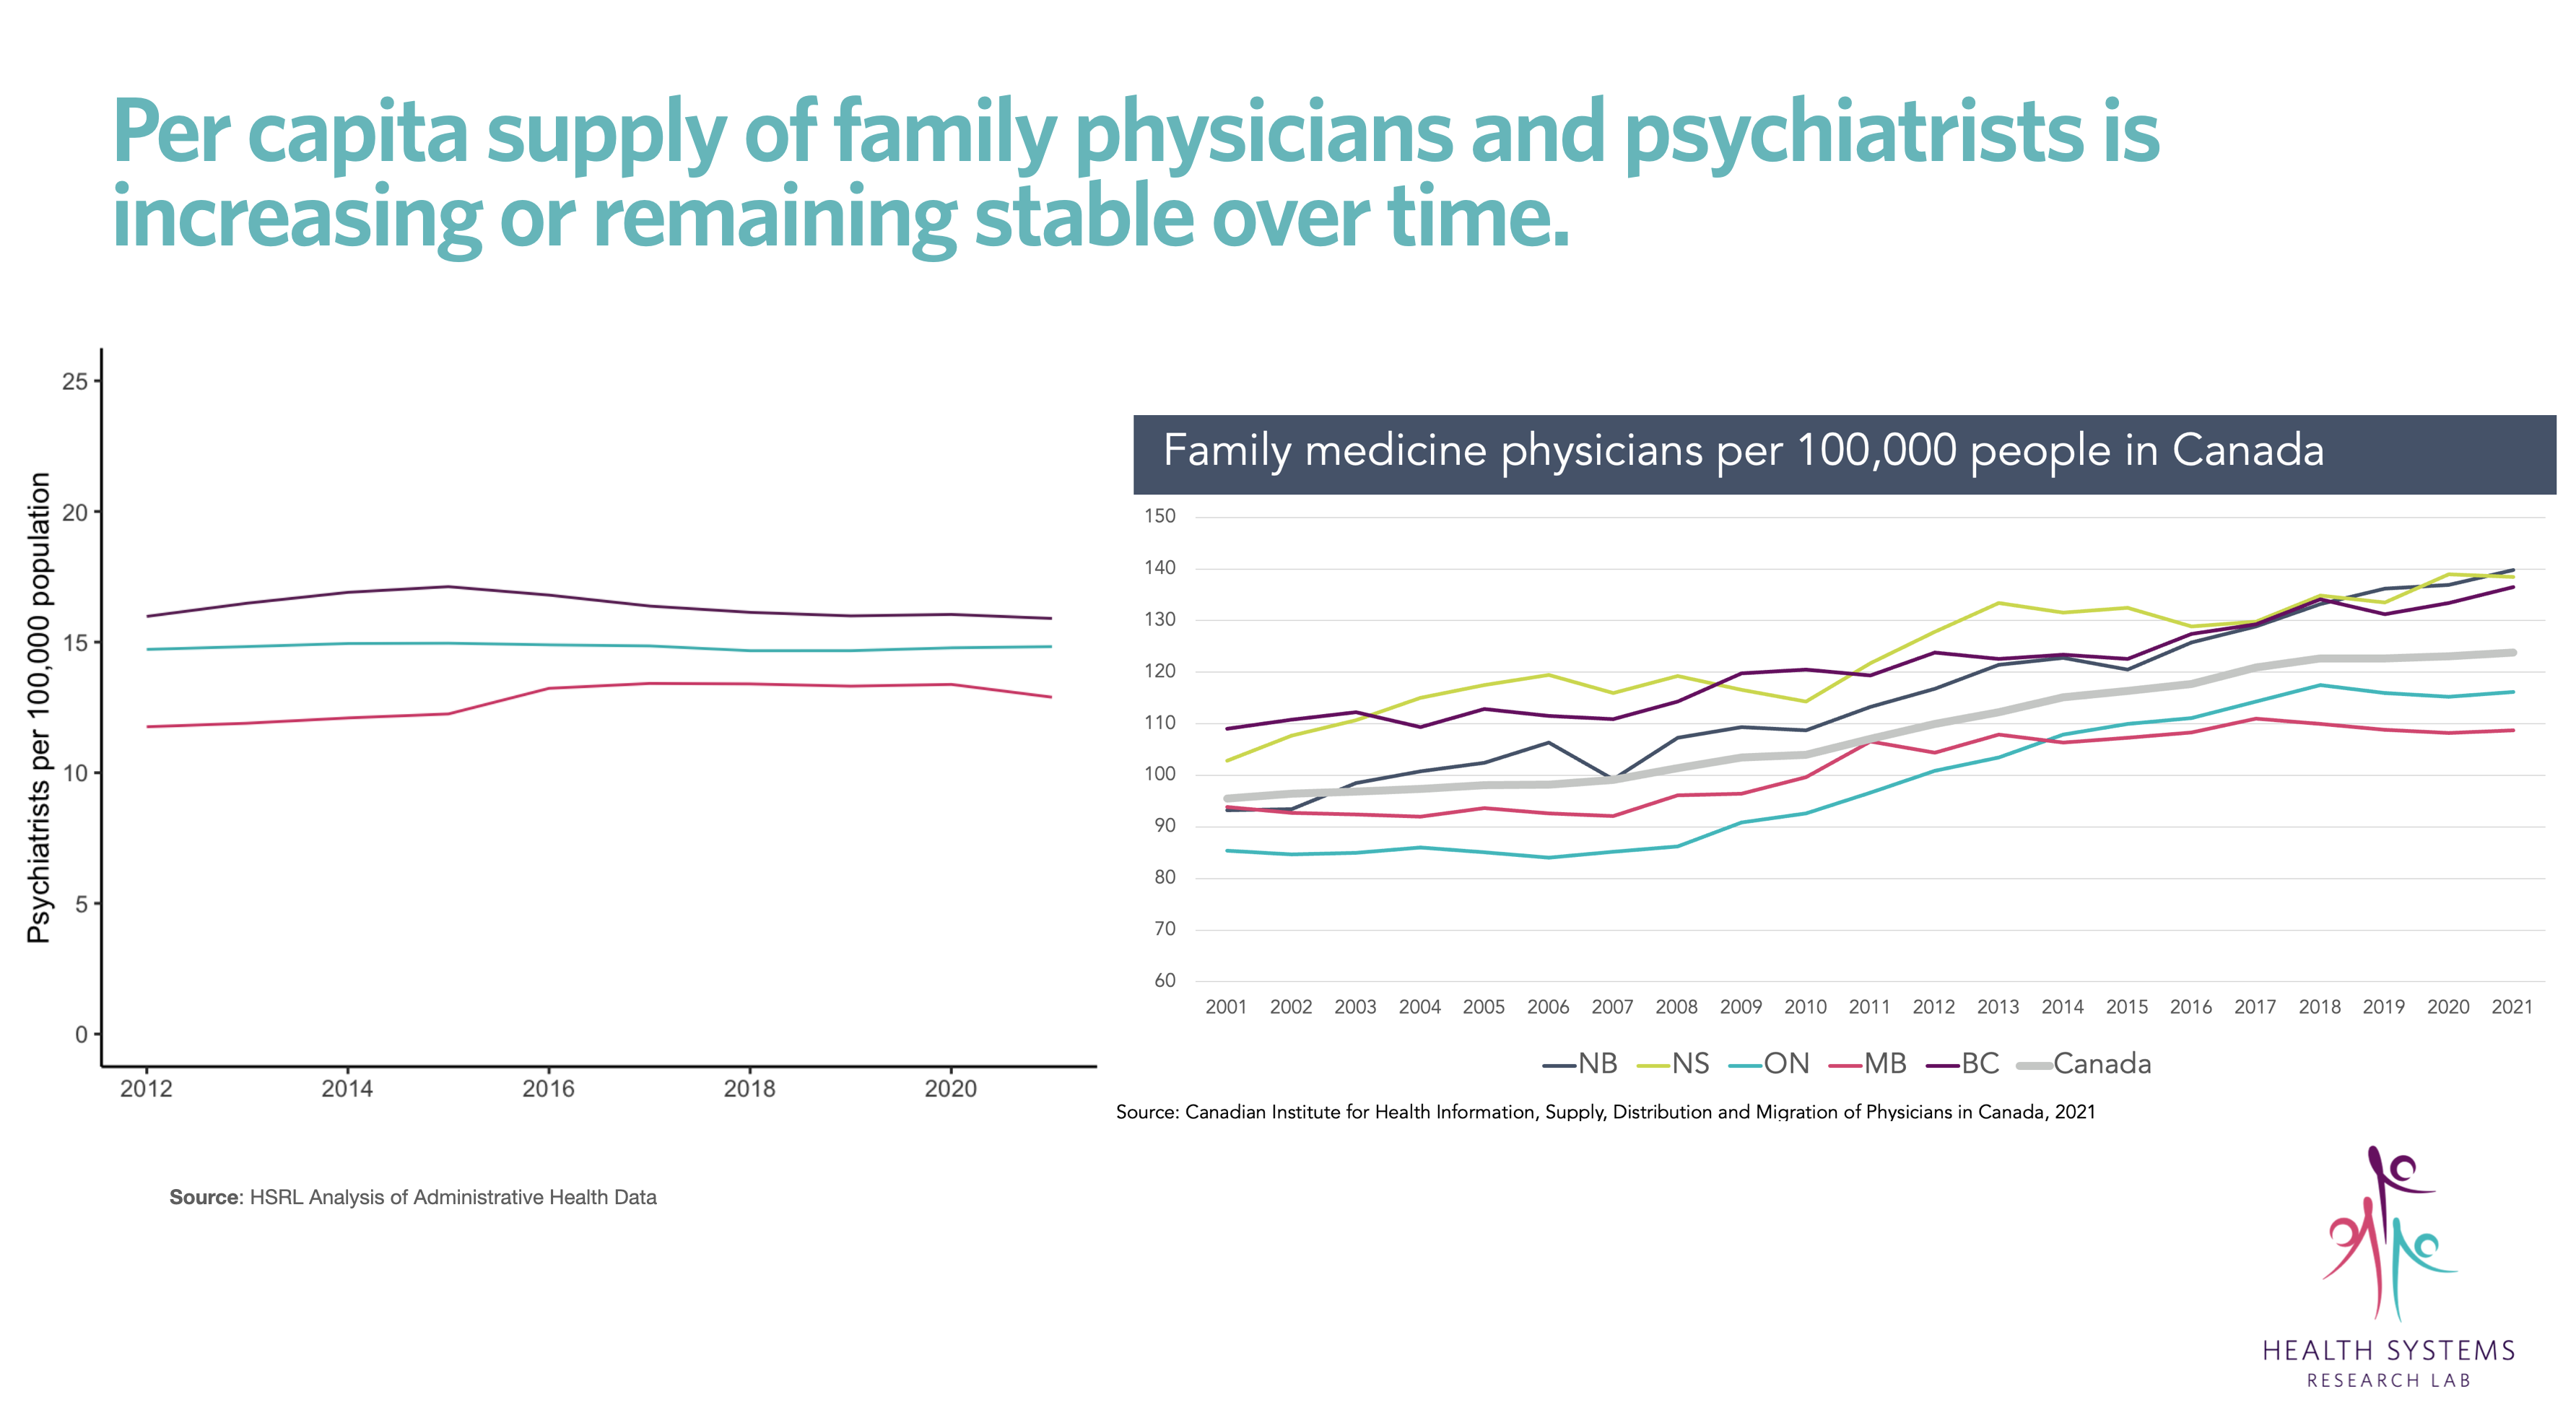 Per capita supply of family physicians and psychiatrists is
increasing or remaining stable over time.
Psychiatrists per 100,000 population
25
20
15
10
5
0
2012 2014 2016 2018 2020
Source: HSRL Analysis of Administrative Health Data
Family medicine physicians per 100,000 people in Canada
150
140
130
120
110
100
90
80
70
60
2001 2002 2003 2004 2005 2006 2007 2008 2009 2010 2011 2012 2013 2014 2015 2016 2017 2018 2019 2020 2021
NB NS ON MB BC Canada
Source: Canadian Institute for Health Information, Supply, Distribution and Migration of Physicians in Canada, 2021
HEALTH SYSTEMS
RESEARCH LAB